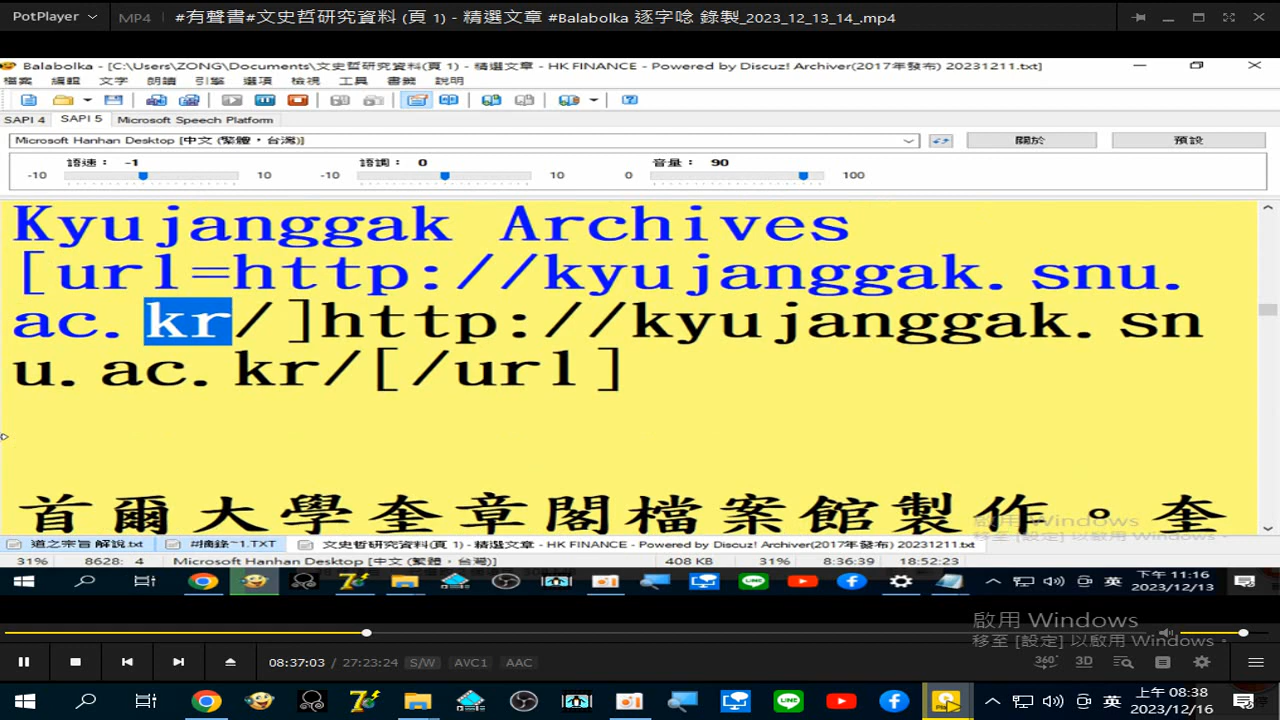 PotPlayer MP4 #有聲書#文史哲研究資料 (頁 1) - 精選文章 #Balabolka 逐字唸 錄製_2023_12_13_14_.mp4
Balabolka - [C:\Users\ZONG\Documents\文史哲研究資料(頁 1) - 精選文章 - HK FINANCE - Powered by Discuz! Archiver(2017年發布) 20231211.txt]
檔案 編輯 文字 朗讀 引擎 選項 檢視 工具 書籤 說明
SAPI 4 SAPI 5 Microsoft Speech Platform
Microsoft Hanhan Desktop [中文 (繁體，台灣)] 關於 預設
語速： -1 語調： 0 音量： 90
-10 10 -10 10 0 100
Kyujanggak Archives
[url=http://kyujanggak.snu.
ac.kr/]http://kyujanggak.sn
u.ac.kr/[/url]
首爾大學奎章閣檔案館製作。奎
啟用 Windows
移至 [設定] 以啟用 Windows。
道之宗旨 解說.txt #摘錄~1.TXT 文史哲研究資料(頁 1) - 精選文章 - HK FINANCE - Powered by Discuz! Archiver(2017年發布) 20231211.txt
31% 8628: 4 Microsoft Hanhan Desktop [中文 (繁體，台灣)] 408 KB 31% 8:36:39 18:52:23
英 下午 11:16
2023/12/13
啟用 Windows
移至 [設定] 以啟用 Windows。
08:37:03 / 27:23:24 S/W AVC1 AAC 360° 3D
英 上午 08:38
2023/12/16